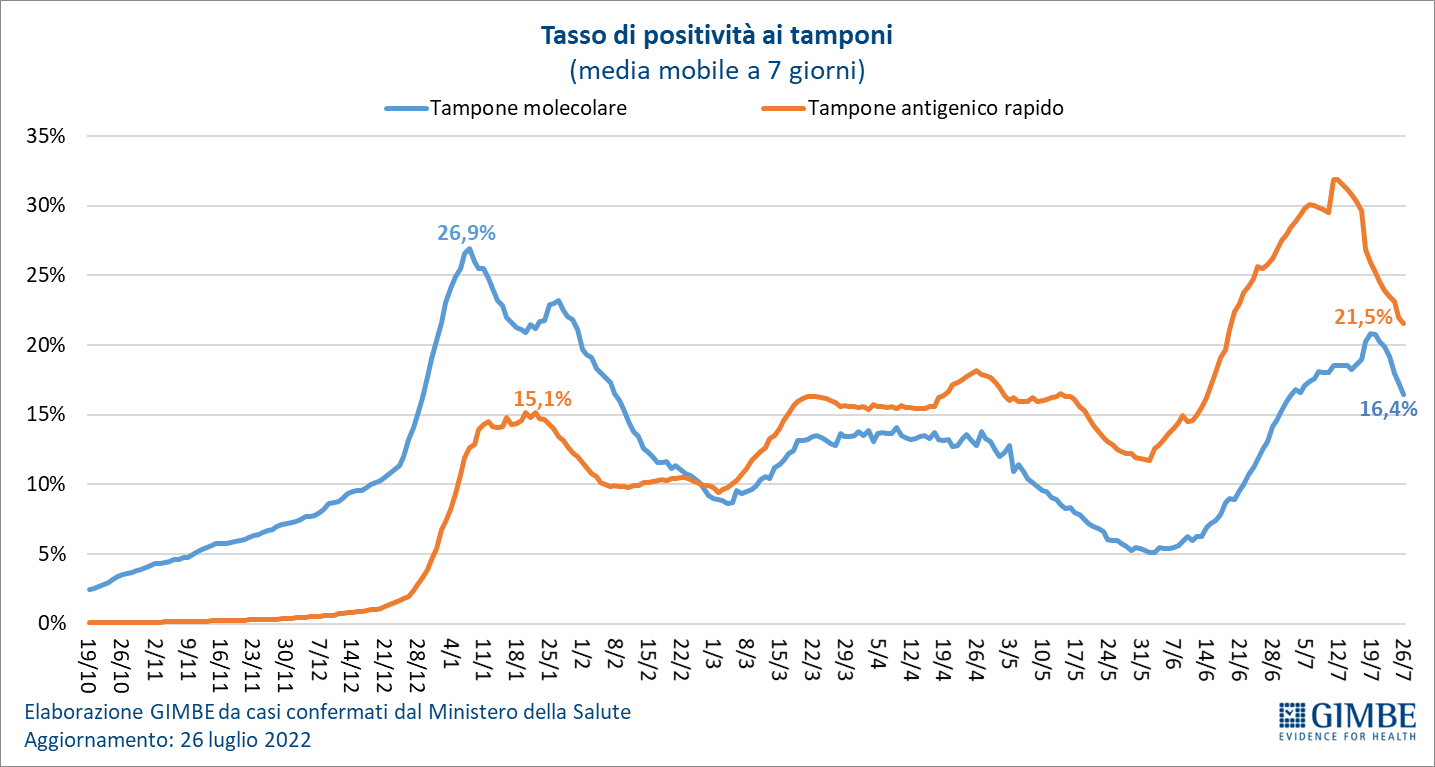 Tasso di positività ai tamponi
(media mobile a 7 giorni)
Tampone molecolare Tampone antigenico rapido
35%
30%
25%
20%
15%
10%
5%
0%
26,9%
15,1%
21,5%
16,4%
19/10 26/10 2/11 9/11 16/11 23/11 30/11 7/12 14/12 21/12 28/12 4/1 11/1 18/1 25/1 1/2 8/2 15/2 22/2 1/3 8/3 15/3 22/3 29/3 5/4 12/4 19/4 26/4 3/5 10/5 17/5 24/5 31/5 7/6 14/6 21/6 28/6 5/7 12/7 19/7 26/7
Elaborazione GIMBE da casi confermati dal Ministero della Salute
Aggiornamento: 26 luglio 2022
GIMBE
EVIDENCE FOR HEALTH